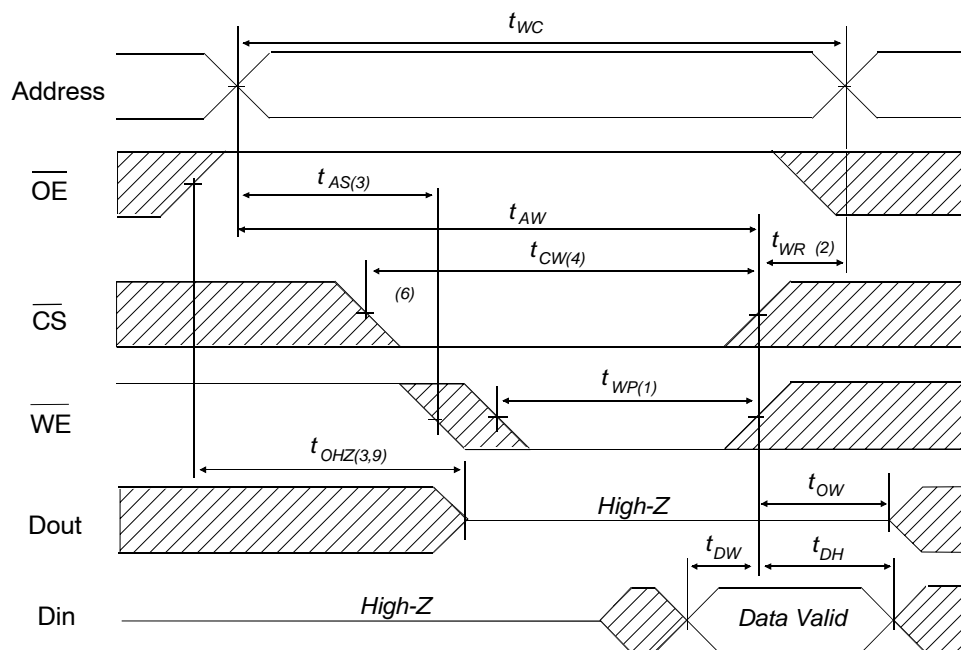 tWC
Address
OE
tAS(3)
tAW
tWR (2)
tCW(4)
(6)
CS
tWP(1)
WE
tOHZ(3,9)
tOW
Dout
High-Z
tDW
tDH
Din
High-Z
Data Valid